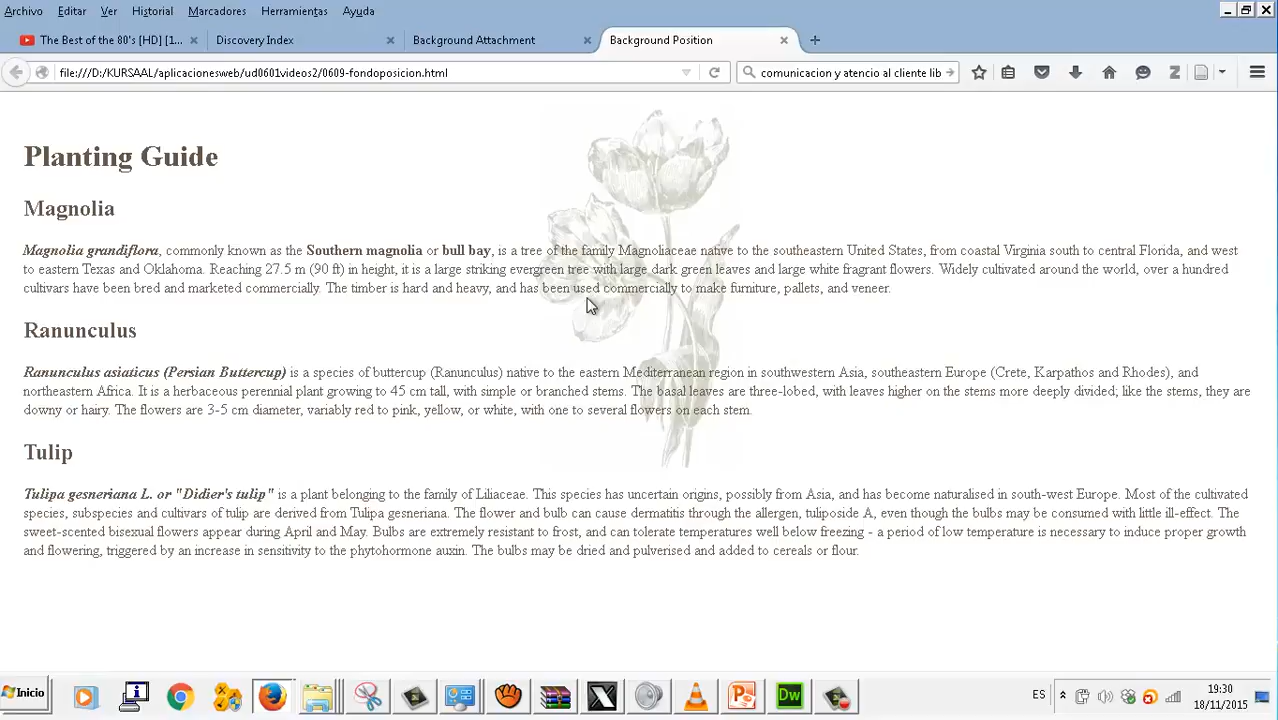 Archivo Editar Ver Historial Marcadores Herramientas Ayuda
The Best of the 80's [HD] [1... Discovery Index Background Attachment Background Position
file:///D:/KURSAAL/aplicacionesweb/ud0601videos2/0609-fondoposicion.html comunicacion y atencio al cliente lib
Planting Guide
Magnolia
Magnolia grandiflora, commonly known as the Southern magnolia or bull bay, is a tree of the family Magnoliaceae native to the southeastern United States, from coastal Virginia south to central Florida, and west
to eastern Texas and Oklahoma. Reaching 27.5 m (90 ft) in height, it is a large striking evergreen tree with large dark green leaves and large white fragrant flowers. Widely cultivated around the world, over a hundred
cultivars have been bred and marketed commercially. The timber is hard and heavy, and has been used commercially to make furniture, pallets, and veneer.
Ranunculus
Ranunculus asiaticus (Persian Buttercup) is a species of buttercup (Ranunculus) native to the eastern Mediterranean region in southwestern Asia, southeastern Europe (Crete, Karpathos and Rhodes), and
northeastern Africa. It is a herbaceous perennial plant growing to 45 cm tall, with simple or branched stems. The basal leaves are three-lobed, with leaves higher on the stems more deeply divided; like the stems, they are
downy or hairy. The flowers are 3-5 cm diameter, variably red to pink, yellow, or white, with one to several flowers on each stem.
Tulip
Tulipa gesneriana L. or "Didier's tulip" is a plant belonging to the family of Liliaceae. This species has uncertain origins, possibly from Asia, and has become naturalised in south-west Europe. Most of the cultivated
species, subspecies and cultivars of tulip are derived from Tulipa gesneriana. The flower and bulb can cause dermatitis through the allergen, tuliposide A, even though the bulbs may be consumed with little ill-effect. The
sweet-scented bisexual flowers appear during April and May. Bulbs are extremely resistant to frost, and can tolerate temperatures well below freezing - a period of low temperature is necessary to induce proper growth
and flowering, triggered by an increase in sensitivity to the phytohormone auxin. The bulbs may be dried and pulverised and added to cereals or flour.
Inicio Dw ES 19:30
18/11/2015